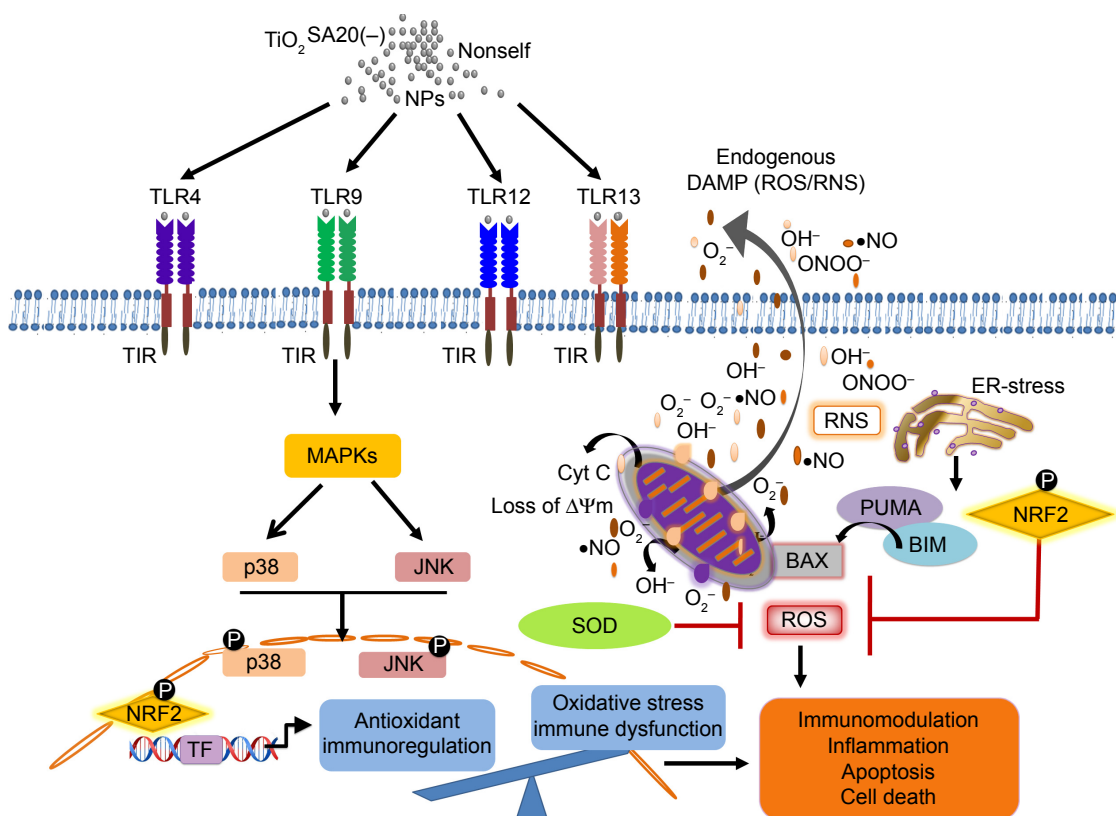 TiO₂ SA20(–)
Nonself
NPs
TLR4
TLR9
TLR12
TLR13
Endogenous
DAMP (ROS/RNS)
O₂⁻
OH⁻
•NO
ONOO⁻
TIR
TIR
TIR
TIR
OH⁻
ONOO⁻
OH⁻
ER-stress
O₂⁻
O₂⁻
•NO
RNS
OH⁻
MAPKs
Cyt C
•NO
O₂⁻
P
Loss of ΔΨm
PUMA
NRF2
•NO
O₂⁻
BIM
BAX
p38
JNK
OH⁻
O₂⁻
SOD
ROS
P
P
p38
JNK
P
NRF2
TF
Antioxidant
immunoregulation
Oxidative stress
immune dysfunction
Immunomodulation
Inflammation
Apoptosis
Cell death